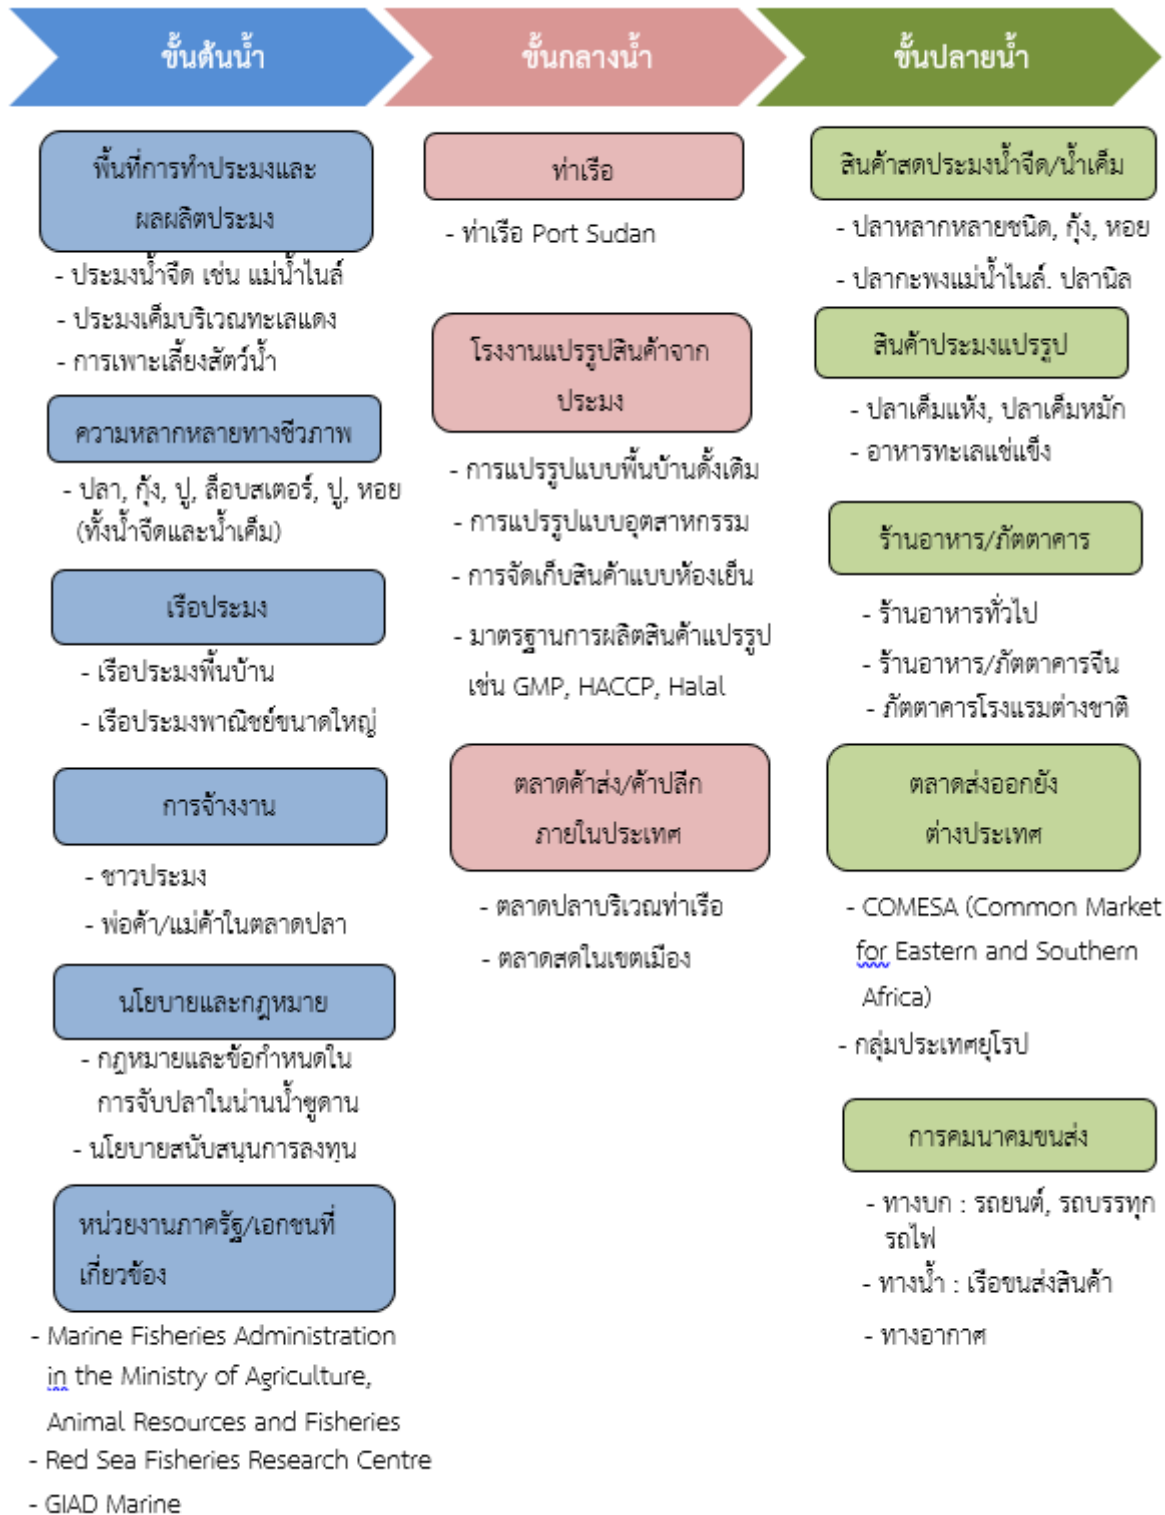 ขั้นต้นน้ำ
ขั้นกลางน้ำ
ขั้นปลายน้ำ
พื้นที่การทำประมงและ
ผลผลิตประมง
- ประมงน้ำจืด เช่น แม่น้ำไนล์
- ประมงเค็มบริเวณทะเลแดง
- การเพาะเลี้ยงสัตว์น้ำ
ความหลากหลายทางชีวภาพ
- ปลา, กุ้ง, ปู, ล็อบสเตอร์, ปู, หอย
(ทั้งน้ำจืดและน้ำเค็ม)
เรือประมง
- เรือประมงพื้นบ้าน
- เรือประมงพาณิชย์ขนาดใหญ่
การจ้างงาน
- ชาวประมง
- พ่อค้า/แม่ค้าในตลาดปลา
นโยบายและกฎหมาย
- กฎหมายและข้อกำหนดใน
การจับปลาในน่านน้ำซูดาน
- นโยบายสนับสนุนการลงทุน
หน่วยงานภาครัฐ/เอกชนที่
เกี่ยวข้อง
- Marine Fisheries Administration
in the Ministry of Agriculture,
Animal Resources and Fisheries
- Red Sea Fisheries Research Centre
- GIAD Marine
ท่าเรือ
- ท่าเรือ Port Sudan
โรงงานแปรรูปสินค้าจาก
ประมง
- การแปรรูปแบบพื้นบ้านดั้งเดิม
- การแปรรูปแบบอุตสาหกรรม
- การจัดเก็บสินค้าแบบห้องเย็น
- มาตรฐานการผลิตสินค้าแปรรูป
เช่น GMP, HACCP, Halal
ตลาดค้าส่ง/ค้าปลีก
ภายในประเทศ
- ตลาดปลาบริเวณท่าเรือ
- ตลาดสดในเขตเมือง
สินค้าสดประมงน้ำจืด/น้ำเค็ม
- ปลาหลากหลายชนิด, กุ้ง, หอย
- ปลากะพงแม่น้ำไนล์. ปลานิล
สินค้าประมงแปรรูป
- ปลาเค็มแห้ง, ปลาเค็มหมัก
- อาหารทะเลแช่แข็ง
ร้านอาหาร/ภัตตาคาร
- ร้านอาหารทั่วไป
- ร้านอาหาร/ภัตตาคารจีน
- ภัตตาคารโรงแรมต่างชาติ
ตลาดส่งออกยัง
ต่างประเทศ
- COMESA (Common Market
for Eastern and Southern
Africa)
- กลุ่มประเทศยุโรป
การคมนาคมขนส่ง
- ทางบก : รถยนต์, รถบรรทุก
รถไฟ
- ทางน้ำ : เรือขนส่งสินค้า
- ทางอากาศ